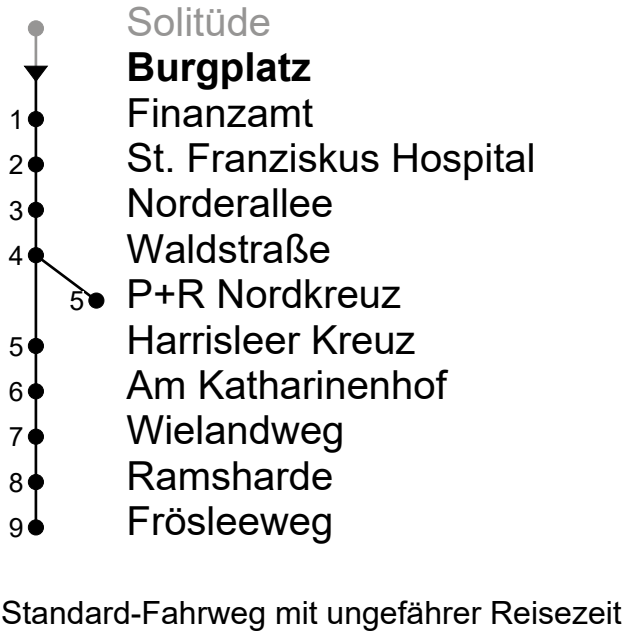 Solitüde
Burgplatz
1 Finanzamt
2 St. Franziskus Hospital
3 Norderallee
4 Waldstraße
5 P+R Nordkreuz
5 Harrisleer Kreuz
6 Am Katharinenhof
7 Wielandweg
8 Ramsharde
9 Frösleeweg
Standard-Fahrweg mit ungefährer Reisezeit